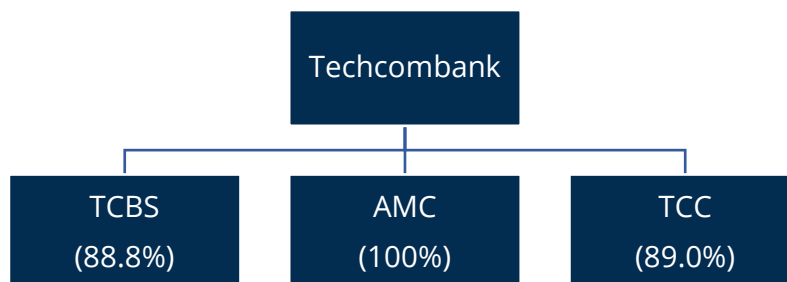 Techcombank
TCBS
(88.8%)
AMC
(100%)
TCC
(89.0%)